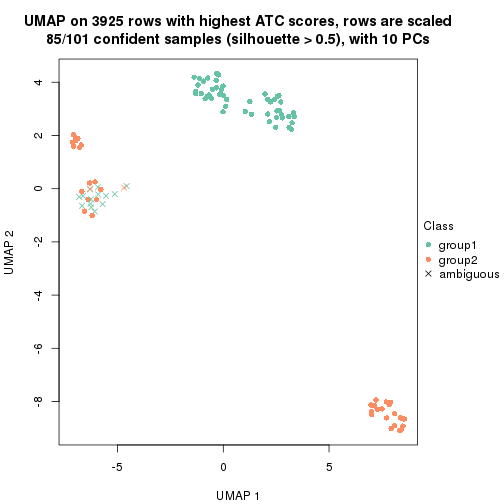 UMAP on 3925 rows with highest ATC scores, rows are scaled
85/101 confident samples (silhouette > 0.5), with 10 PCs
4
2
0
-2
-4
-6
-8
UMAP 2
-5
0
5
UMAP 1
Class
group1
group2
ambiguous